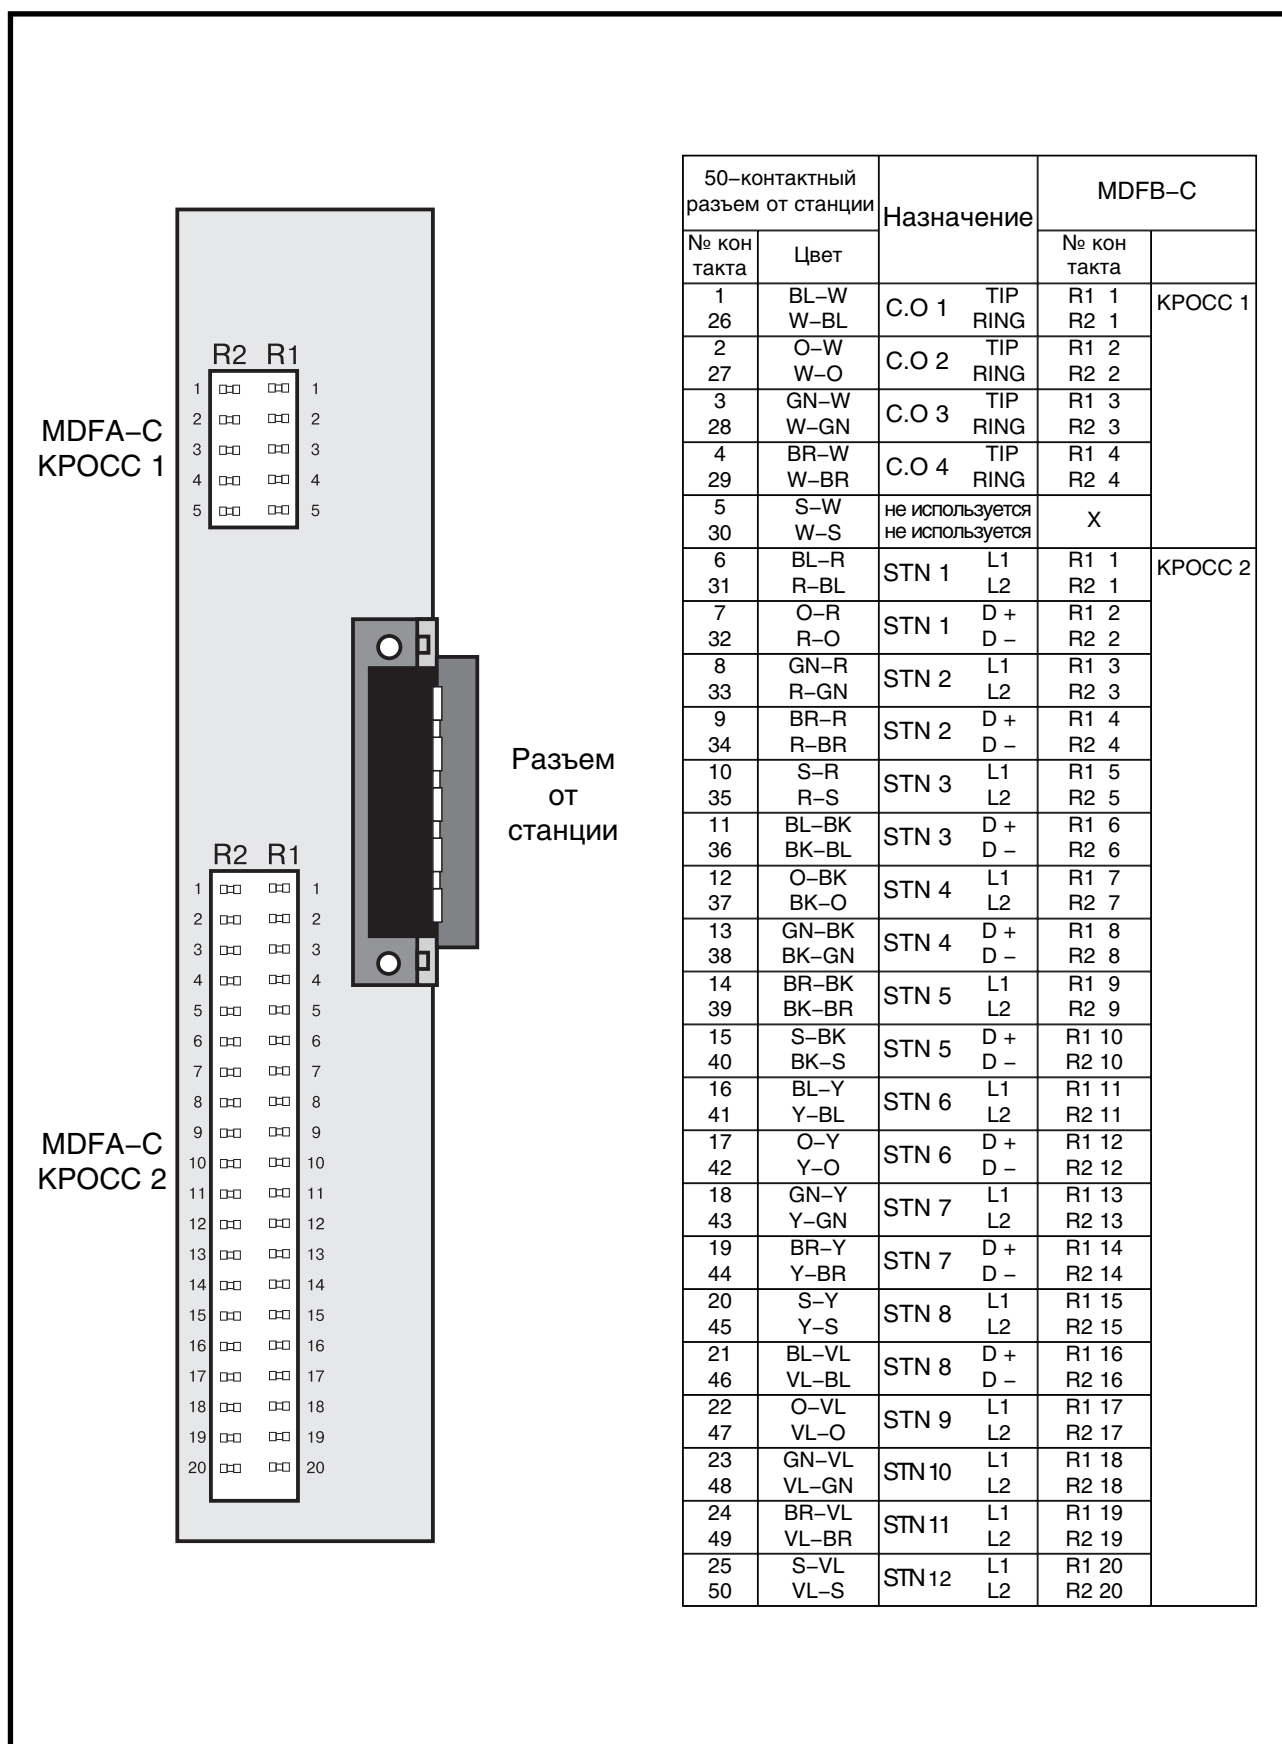 MDFA–C
КРОСС 1
R2 R1
1 1
2 2
3 3
4 4
5 5
Разъем
от
станции
MDFA–C
КРОСС 2
R2 R1
1 1
2 2
3 3
4 4
5 5
6 6
7 7
8 8
9 9
10 10
11 11
12 12
13 13
14 14
15 15
16 16
17 17
18 18
19 19
20 20
50–контактный
разъем от станции
Назначение
MDFB–C
№ кон
такта
Цвет
№ кон
такта
1 BL–W C.O 1 TIP R1 1 КРОСС 1
26 W–BL RING R2 1
2 O–W C.O 2 TIP R1 2
27 W–O RING R2 2
3 GN–W C.O 3 TIP R1 3
28 W–GN RING R2 3
4 BR–W C.O 4 TIP R1 4
29 W–BR RING R2 4
5 S–W не используется X
30 W–S не используется
6 BL–R STN 1 L1 R1 1 КРОСС 2
31 R–BL L2 R2 1
7 O–R STN 1 D + R1 2
32 R–O D – R2 2
8 GN–R STN 2 L1 R1 3
33 R–GN L2 R2 3
9 BR–R STN 2 D + R1 4
34 R–BR D – R2 4
10 S–R STN 3 L1 R1 5
35 R–S L2 R2 5
11 BL–BK STN 3 D + R1 6
36 BK–BL D – R2 6
12 O–BK STN 4 L1 R1 7
37 BK–O L2 R2 7
13 GN–BK STN 4 D + R1 8
38 BK–GN D – R2 8
14 BR–BK STN 5 L1 R1 9
39 BK–BR L2 R2 9
15 S–BK STN 5 D + R1 10
40 BK–S D – R2 10
16 BL–Y STN 6 L1 R1 11
41 Y–BL L2 R2 11
17 O–Y STN 6 D + R1 12
42 Y–O D – R2 12
18 GN–Y STN 7 L1 R1 13
43 Y–GN L2 R2 13
19 BR–Y STN 7 D + R1 14
44 Y–BR D – R2 14
20 S–Y STN 8 L1 R1 15
45 Y–S L2 R2 15
21 BL–VL STN 8 D + R1 16
46 VL–BL D – R2 16
22 O–VL STN 9 L1 R1 17
47 VL–O L2 R2 17
23 GN–VL STN 10 L1 R1 18
48 VL–GN L2 R2 18
24 BR–VL STN 11 L1 R1 19
49 VL–BR L2 R2 19
25 S–VL STN 12 L1 R1 20
50 VL–S L2 R2 20